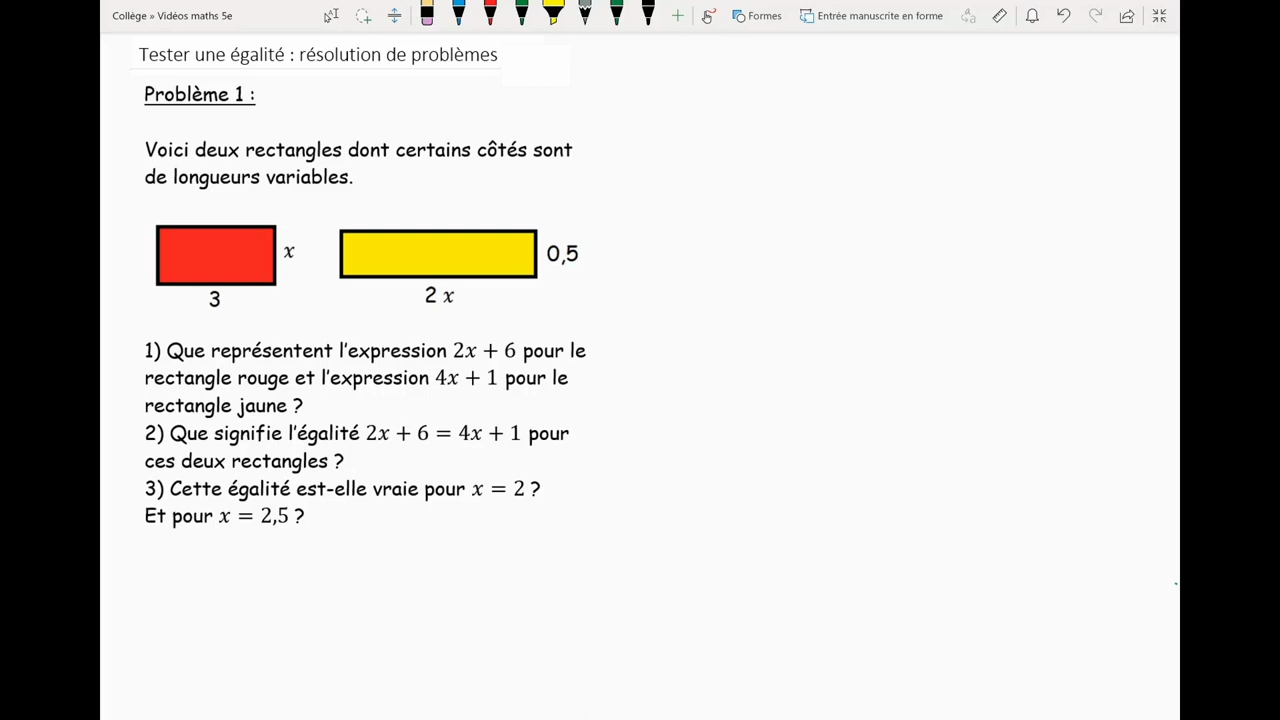 Collège » Vidéos maths 5e
Formes
Entrée manuscrite en forme
Tester une égalité : résolution de problèmes
Problème 1 :
Voici deux rectangles dont certains côtés sont
de longueurs variables.
x
0,5
3
2 x
1) Que représentent l'expression 2x + 6 pour le
rectangle rouge et l'expression 4x + 1 pour le
rectangle jaune ?
2) Que signifie l'égalité 2x + 6 = 4x + 1 pour
ces deux rectangles ?
3) Cette égalité est-elle vraie pour x = 2 ?
Et pour x = 2,5 ?